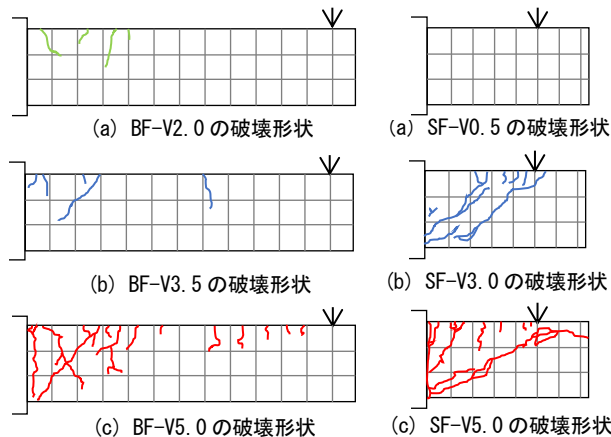 (a) BF-V2.0 の破壊形状
(a) SF-V0.5 の破壊形状
(b) BF-V3.5 の破壊形状
(b) SF-V3.0 の破壊形状
(c) BF-V5.0 の破壊形状
(c) SF-V5.0 の破壊形状